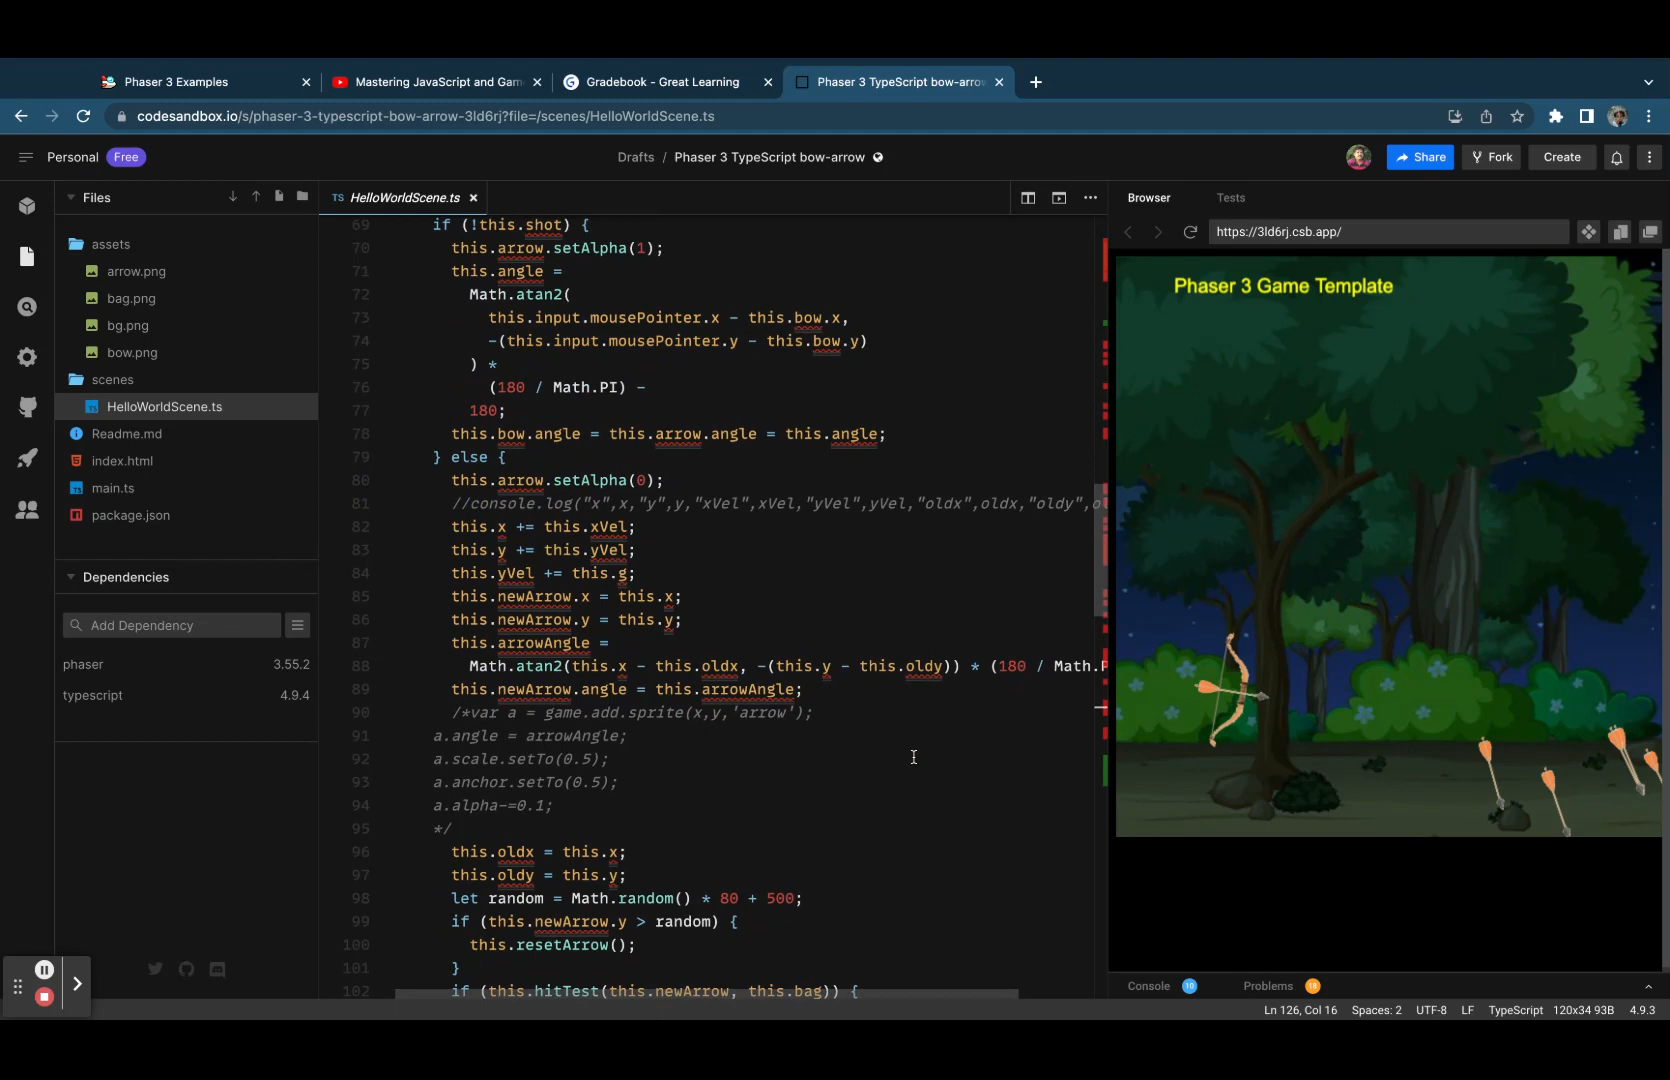 Phaser 3 Examples
Mastering JavaScript and Gam
Gradebook - Great Learning
Phaser 3 TypeScript bow-arrow
codesandbox.io/s/phaser-3-typescript-bow-arrow-3ld6rj?file=/scenes/HelloWorldScene.ts
Personal Free
Drafts / Phaser 3 TypeScript bow-arrow
Share Fork Create
Files
assets
arrow.png
bag.png
bg.png
bow.png
scenes
TS HelloWorldScene.ts
Readme.md
index.html
TS main.ts
package.json
Dependencies
Add Dependency
phaser 3.55.2
typescript 4.9.4
TS HelloWorldScene.ts
69 if (!this.shot) {
70 this.arrow.setAlpha(1);
71 this.angle =
72 Math.atan2(
73 this.input.mousePointer.x - this.bow.x,
74 -(this.input.mousePointer.y - this.bow.y)
75 ) *
76 (180 / Math.PI) -
77 180;
78 this.bow.angle = this.arrow.angle = this.angle;
79 } else {
80 this.arrow.setAlpha(0);
81 //console.log("x",x,"y",y,"xVel",xVel,"yVel",yVel,"oldx",oldx,"oldy",o
82 this.x += this.xVel;
83 this.y += this.yVel;
84 this.yVel += this.g;
85 this.newArrow.x = this.x;
86 this.newArrow.y = this.y;
87 this.arrowAngle =
88 Math.atan2(this.x - this.oldx, -(this.y - this.oldy)) * (180 / Math.P
89 this.newArrow.angle = this.arrowAngle;
90 /*var a = game.add.sprite(x,y,'arrow');
91 a.angle = arrowAngle;
92 a.scale.setTo(0.5);
93 a.anchor.setTo(0.5);
94 a.alpha-=0.1;
95 */
96 this.oldx = this.x;
97 this.oldy = this.y;
98 let random = Math.random() * 80 + 500;
99 if (this.newArrow.y > random) {
100 this.resetArrow();
101 }
102 if (this.hitTest(this.newArrow, this.bag)) {
Browser Tests
https://3ld6rj.csb.app/
Phaser 3 Game Template
Console 10 Problems 18
Ln 126, Col 16 Spaces: 2 UTF-8 LF TypeScript 120x34 93B 4.9.3